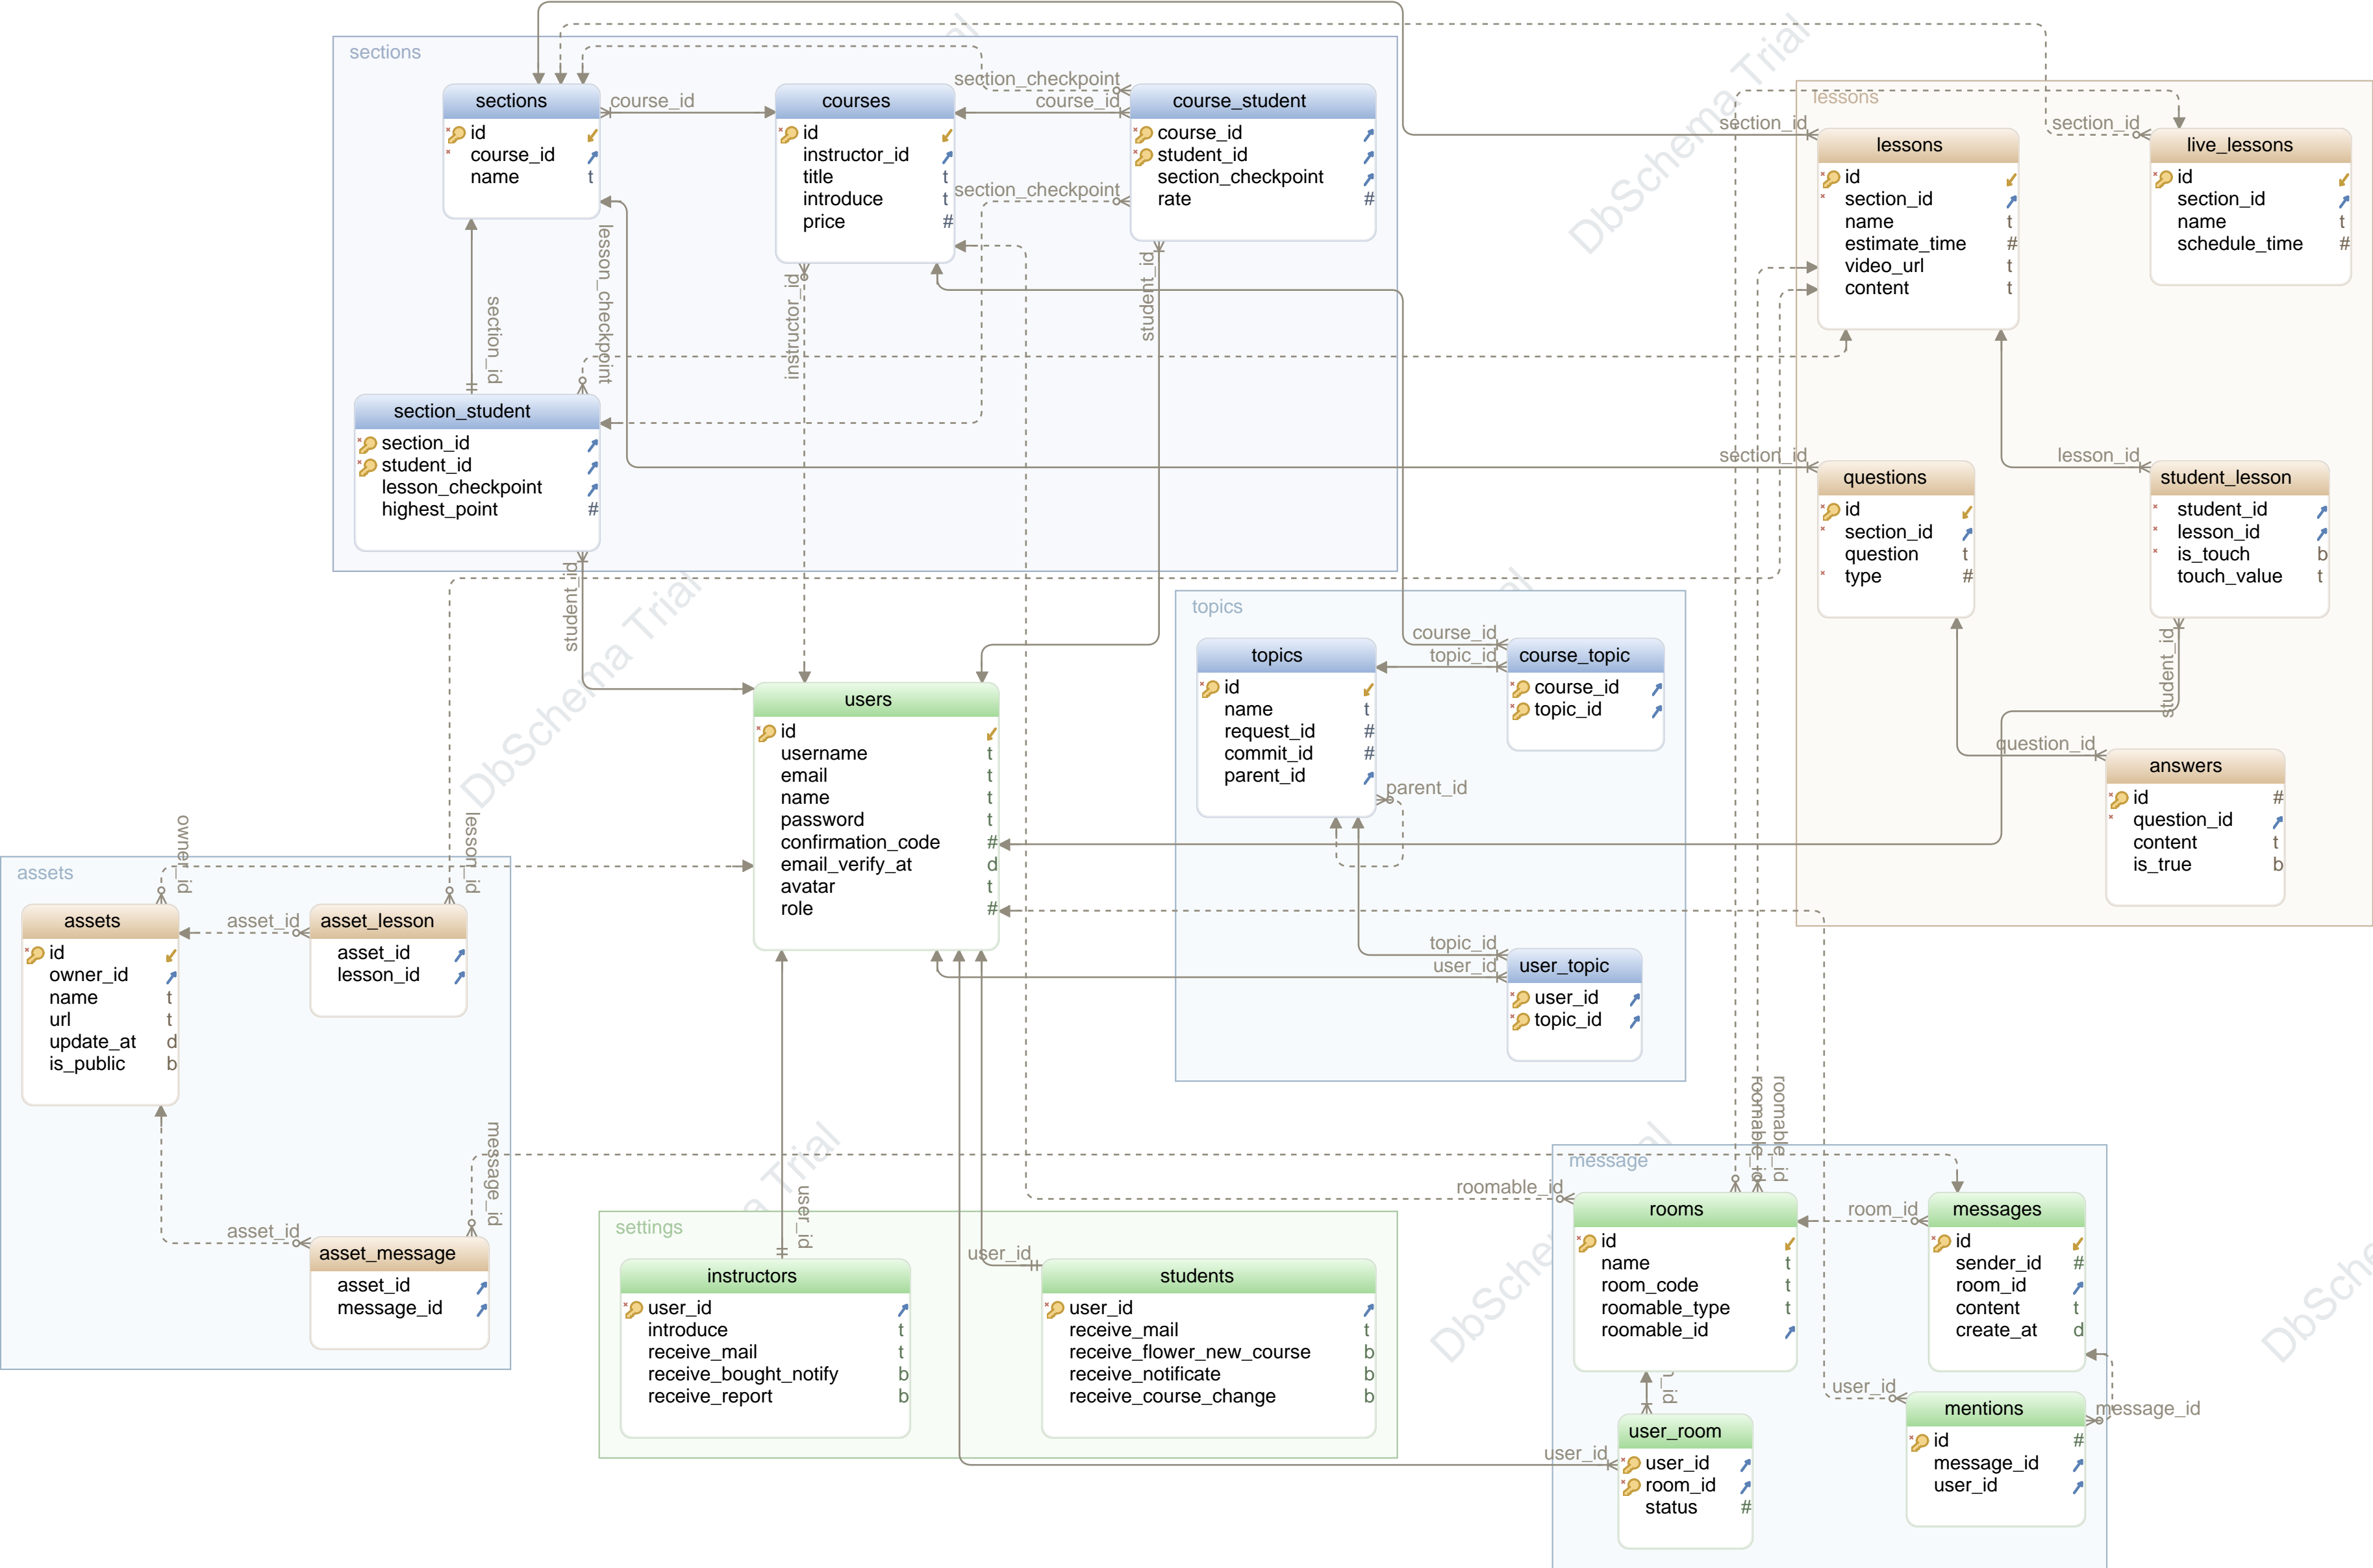 sections
sections
id
course_id
name
t
course_id
courses
id
instructor_id
title
t
introduce
t
price
#
section_checkpoint
course_id
course_student
course_id
student_id
section_checkpoint
rate
#
section_checkpoint
section_id
lesson_checkpoint
instructor_id
student_id
section_student
section_id
student_id
lesson_checkpoint
highest_point
#
student_id
lessons
section_id
lessons
id
section_id
name
t
estimate_time
#
video_url
t
content
t
section_id
live_lessons
id
section_id
name
t
schedule_time
#
section_id
questions
id
section_id
question
t
type
#
lesson_id
student_lesson
student_id
lesson_id
is_touch
b
touch_value
t
student_id
question_id
answers
id
#
question_id
content
t
is_true
b
topics
topics
id
name
t
request_id
#
commit_id
#
parent_id
parent_id
course_id
topic_id
course_topic
course_id
topic_id
topic_id
user_id
user_topic
user_id
topic_id
users
id
username
t
email
t
name
t
password
t
confirmation_code
#
email_verify_at
d
avatar
t
role
#
assets
owner_id
lesson_id
assets
id
owner_id
name
t
url
t
update_at
d
is_public
b
asset_id
asset_lesson
asset_id
lesson_id
message_id
asset_id
asset_message
asset_id
message_id
settings
user_id
instructors
user_id
introduce
t
receive_mail
t
receive_bought_notify
b
receive_report
b
user_id
students
user_id
receive_mail
t
receive_flower_new_course
b
receive_notificate
b
receive_course_change
b
message
roomable_id
roomable_id
roomable_id
rooms
id
name
t
room_code
t
roomable_type
t
roomable_id
room_id
messages
id
sender_id
#
room_id
content
t
create_at
d
user_id
user_room
user_id
room_id
status
#
user_id
message_id
mentions
id
#
message_id
user_id
DbSchema Trial
DbSchema Trial